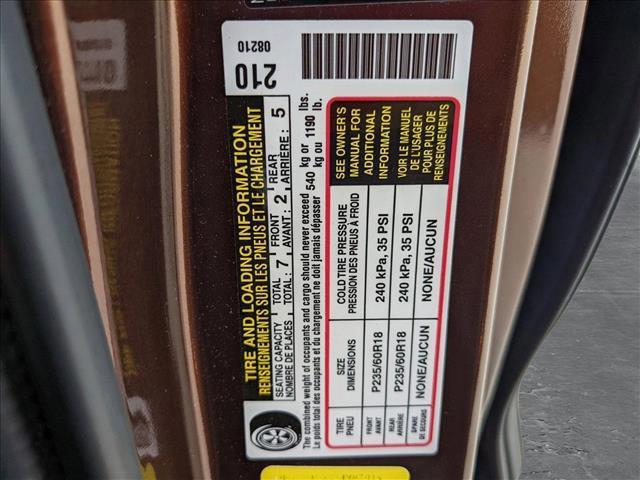 TIRE AND LOADING INFORMATION
RENSEIGNEMENTS SUR LES PNEUS ET LE CHARGEMENT
210
08210
SEATING CAPACITY TOTAL : 7 FRONT : 2 REAR : 5
NOMBRE DE PLACES TOTAL : AVANT : ARRIÈRE :
The combined weight of occupants and cargo should never exceed 540 kg or 1190 lbs.
Le poids total des occupants et du chargement ne doit jamais dépasser kg ou lb.
TIRE SIZE COLD TIRE PRESSURE
PNEU DIMENSIONS PRESSION DES PNEUS À FROID
FRONT AVANT P235/60R18 240 kPa, 35 PSI
REAR ARRIÈRE P235/60R18 240 kPa, 35 PSI
SPARE DE SECOURS NONE/AUCUN NONE/AUCUN
SEE OWNER'S
MANUAL FOR
ADDITIONAL
INFORMATION
VOIR LE MANUEL
DE L'USAGER
POUR PLUS DE
RENSEIGNEMENTS